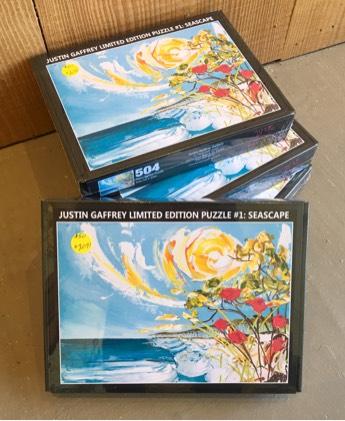 JUSTIN GAFFREY LIMITED EDITION PUZZLE #1: SEASCAPE
504
JUSTIN GAFFREY LIMITED EDITION PUZZLE #1: SEASCAPE